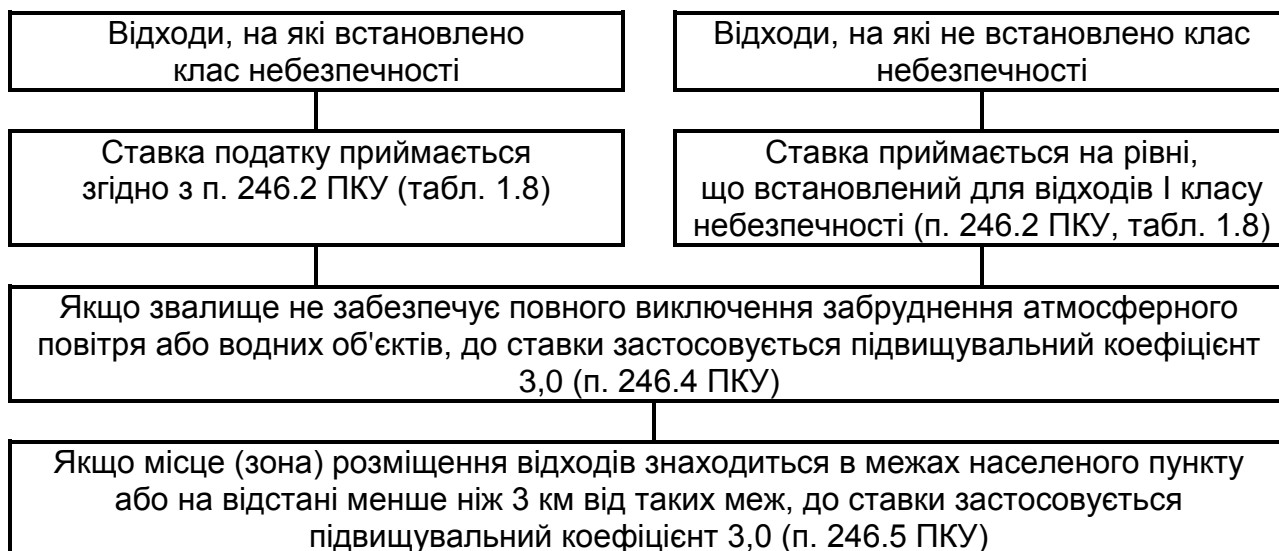 Відходи, на які встановлено
клас небезпечності
Відходи, на які не встановлено клас
небезпечності
Ставка податку приймається
згідно з п. 246.2 ПКУ (табл. 1.8)
Ставка приймається на рівні,
що встановлений для відходів І класу
небезпечності (п. 246.2 ПКУ, табл. 1.8)
Якщо звалище не забезпечує повного виключення забруднення атмосферного
повітря або водних об'єктів, до ставки застосовується підвищувальний коефіцієнт
3,0 (п. 246.4 ПКУ)
Якщо місце (зона) розміщення відходів знаходиться в межах населеного пункту
або на відстані менше ніж 3 км від таких меж, до ставки застосовується
підвищувальний коефіцієнт 3,0 (п. 246.5 ПКУ)